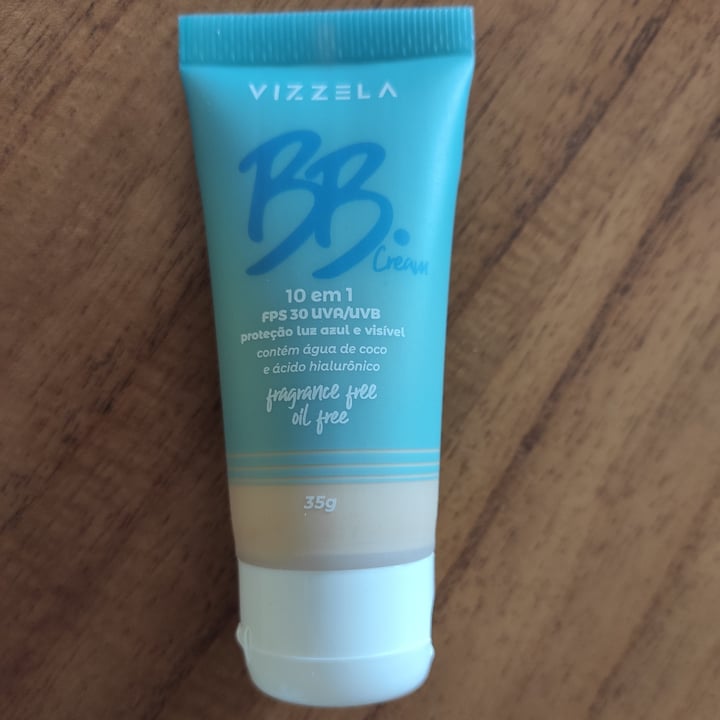 VIZZELA
BB.
Cream
10 em 1
FPS 30 UVA/UVB
proteção luz azul e visível
contém água de coco
e ácido hialurônico
fragrance free
oil free
35g